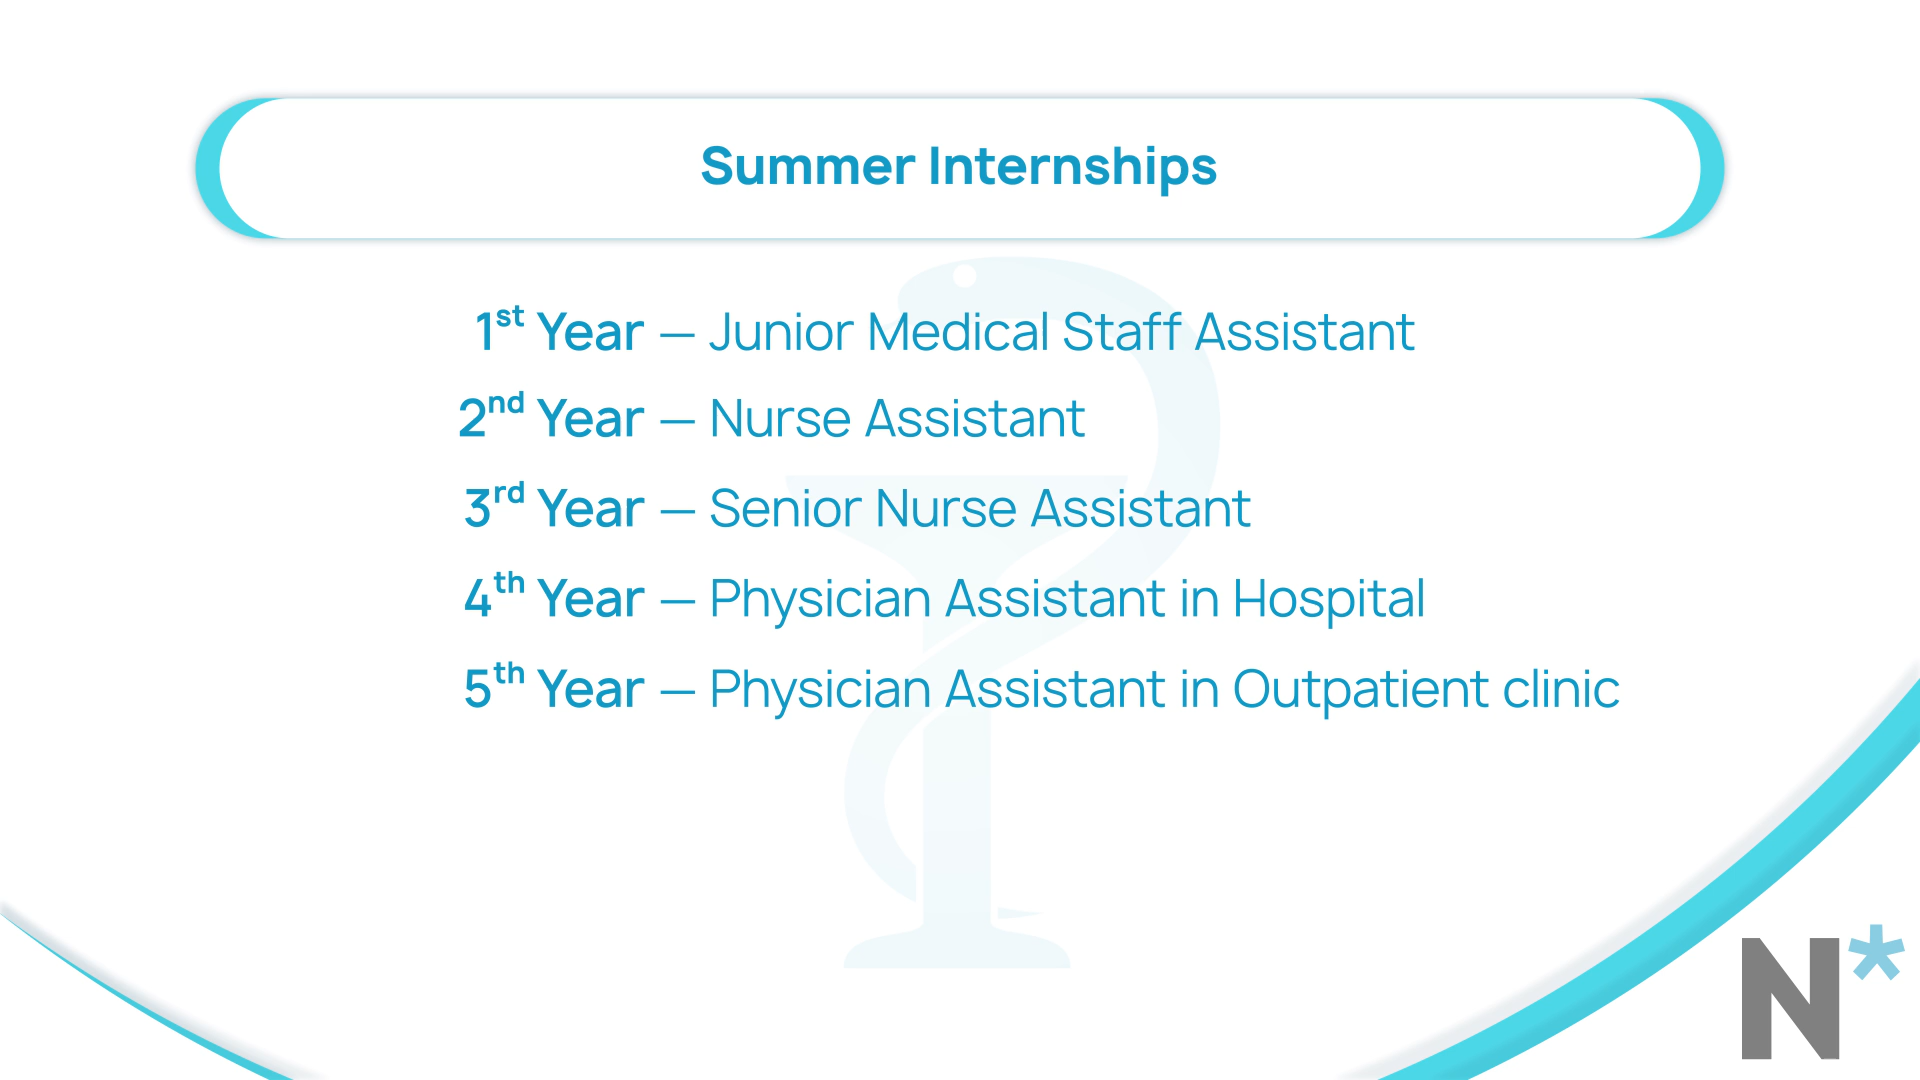 Summer Internships
1st Year – Junior Medical Staff Assistant
2nd Year – Nurse Assistant
3rd Year – Senior Nurse Assistant
4th Year – Physician Assistant in Hospital
5th Year – Physician Assistant in Outpatient clinic
N*